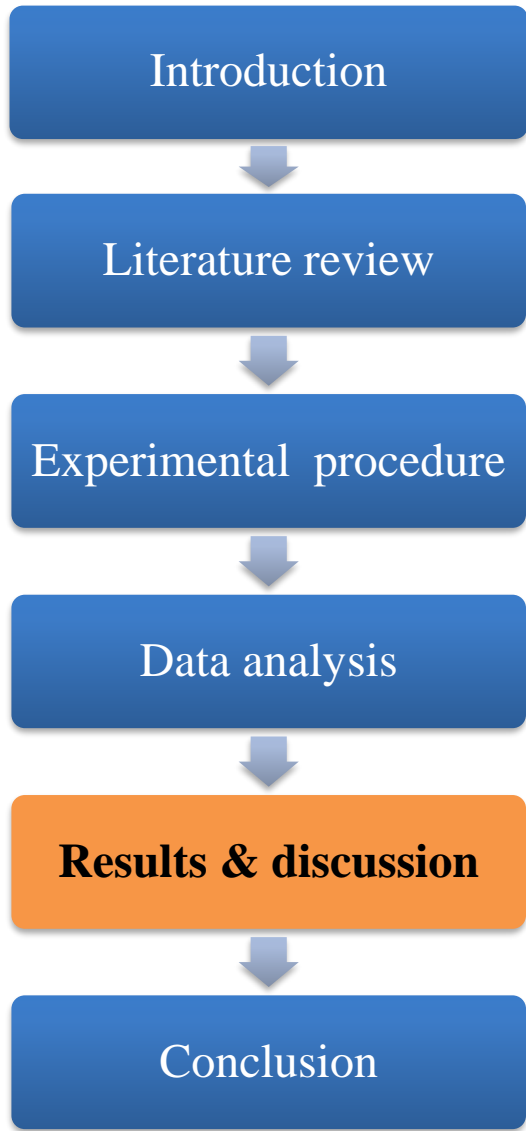 Introduction
Literature review
Experimental procedure
Data analysis
Results & discussion
Conclusion